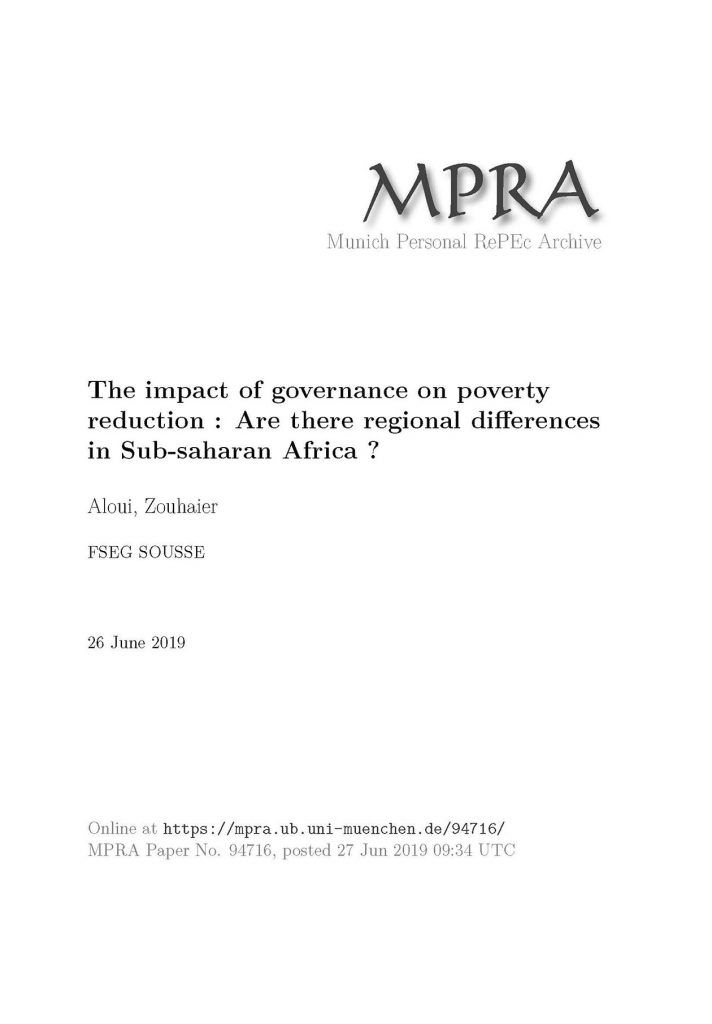 MPRA
Munich Personal RePEc Archive
The impact of governance on poverty
reduction : Are there regional differences
in Sub-saharan Africa ?
Aloui, Zouhaier
FSEG SOUSSE
26 June 2019
Online at https://mpra.ub.uni-muenchen.de/94716/
MPRA Paper No. 94716, posted 27 Jun 2019 09:34 UTC